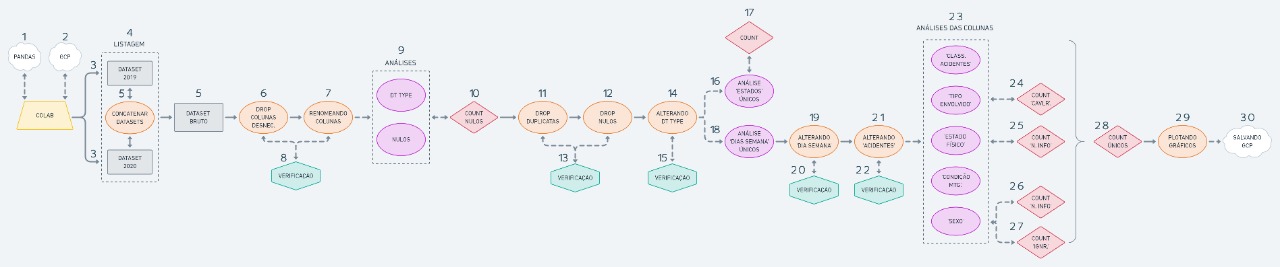 1
PANDAS
2
GCP
COLAB
3
3
4
LISTAGEM
DATASET
2019
5
CONCATENAR
DATASETS
DATASET
2020
5
DATASET
BRUTO
6
DROP
COLUNAS
DESNEC.
7
RENOMEANDO
COLUNAS
8
VERIFICAÇÃO
9
ANÁLISES
DT TYPE
NULOS
10
COUNT
NULOS
11
DROP
DUPLICATAS
12
DROP
NULOS
13
VERIFICAÇÃO
14
ALTERANDO
DT TYPE
15
VERIFICAÇÃO
16
ANÁLISE
'ESTADOS'
ÚNICOS
17
COUNT
18
ANÁLISE
'DIAS SEMANA'
ÚNICOS
19
ALTERANDO
'DIA SEMANA'
20
VERIFICAÇÃO
21
ALTERANDO
'ACIDENTES'
22
VERIFICAÇÃO
23
ANÁLISES DAS COLUNAS
'CLASS.
ACIDENTES'
'TIPO
ENVOLVIDO'
'ESTADO
FÍSICO'
'CONDIÇÃO
MTG.'
'SEXO'
24
COUNT
'CAVLR'
25
COUNT
'N. INFO'
26
COUNT
'N. INFO'
27
COUNT
'IGNR.'
28
COUNT
ÚNICOS
29
PLOTANDO
GRÁFICOS
30
SALVANDO
GCP